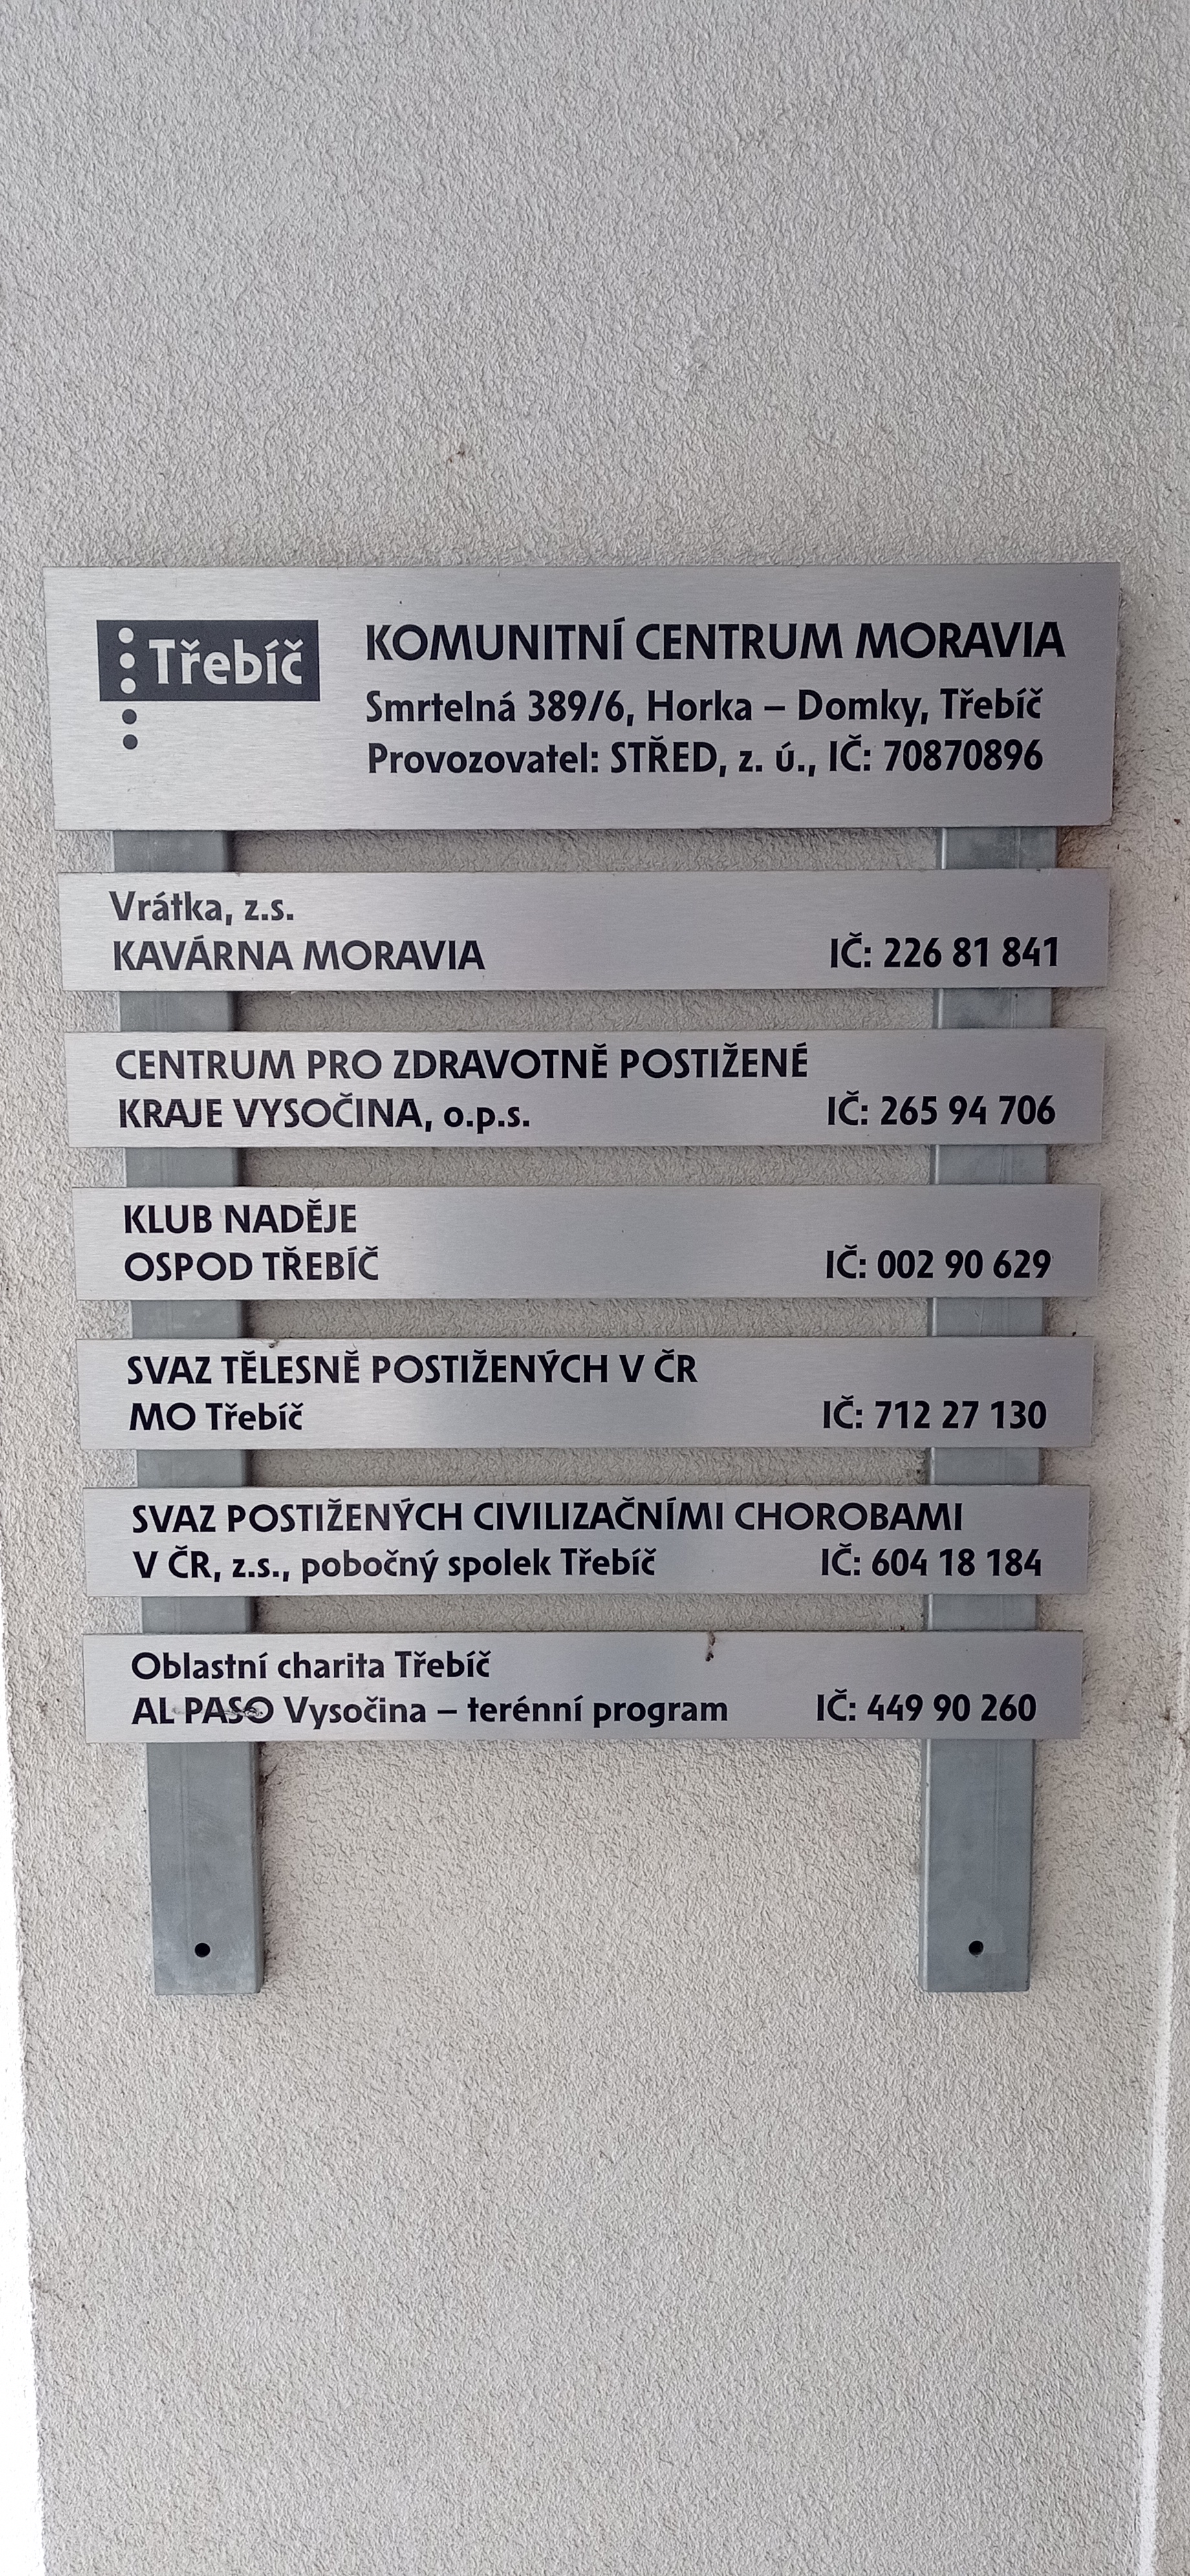 Třebíč
KOMUNITNÍ CENTRUM MORAVIA
Smrtelná 389/6, Horka – Domky, Třebíč
Provozovatel: STŘED, z. ú., IČ: 70870896
Vrátka, z.s.
KAVÁRNA MORAVIA IČ: 226 81 841
CENTRUM PRO ZDRAVOTNĚ POSTIŽENÉ
KRAJE VYSOČINA, o.p.s. IČ: 265 94 706
KLUB NADĚJE
OSPOD TŘEBÍČ IČ: 002 90 629
SVAZ TĚLESNĚ POSTIŽENÝCH V ČR
MO Třebíč IČ: 712 27 130
SVAZ POSTIŽENÝCH CIVILIZAČNÍMI CHOROBAMI
V ČR, z.s., pobočný spolek Třebíč IČ: 604 18 184
Oblastní charita Třebíč
AL PASO Vysočina – terénní program IČ: 449 90 260